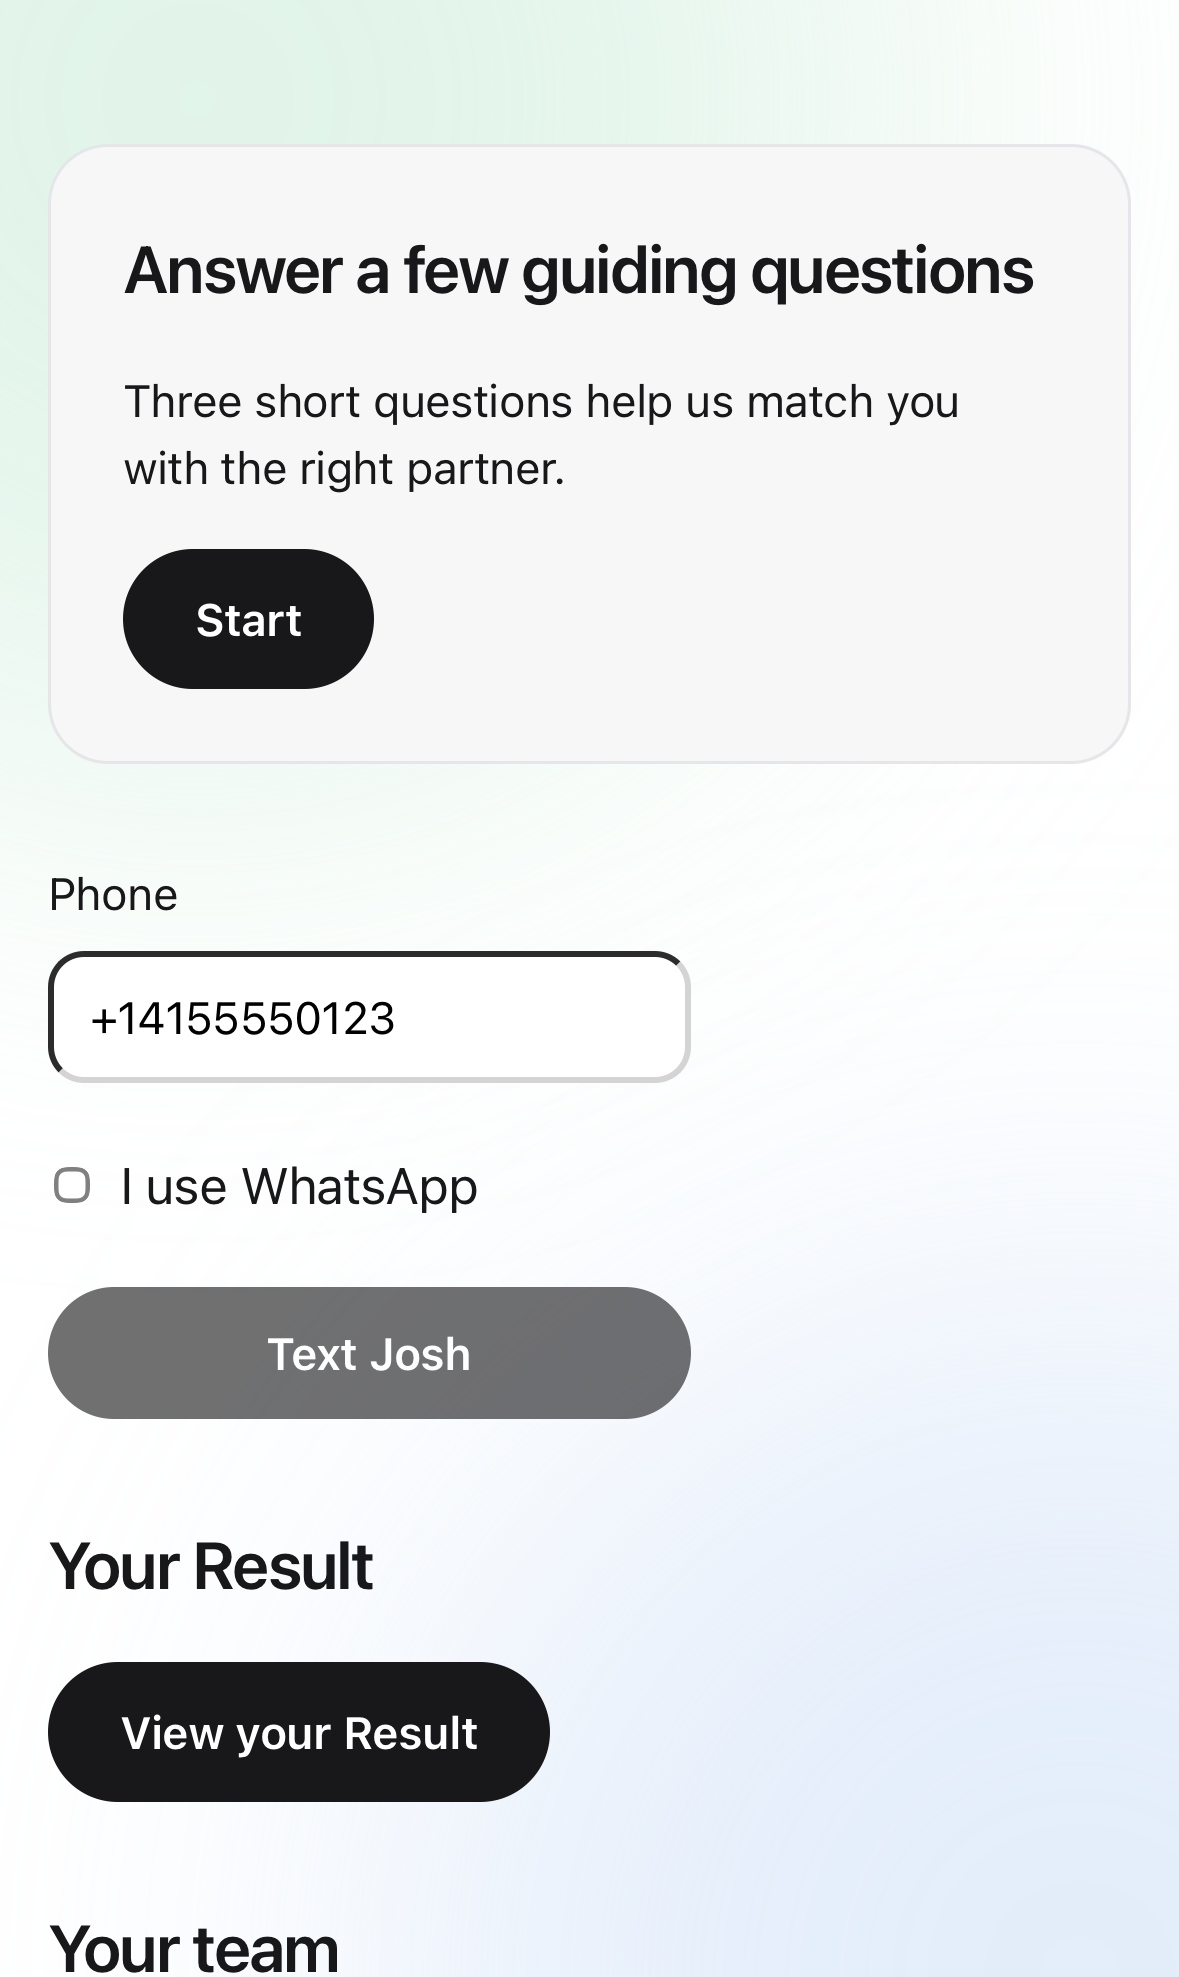 Answer a few guiding questions
Three short questions help us match you
with the right partner.
Start
Phone
+14155550123
I use WhatsApp
Text Josh
Your Result
View your Result
Your team